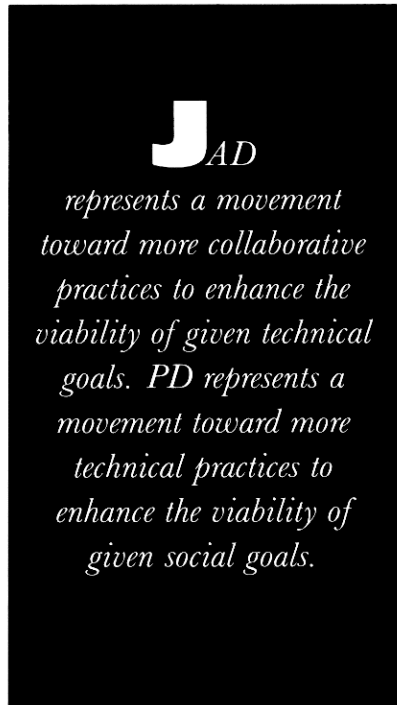 JAD
represents a movement
toward more collaborative
practices to enhance the
viability of given technical
goals. PD represents a
movement toward more
technical practices to
enhance the viability of
given social goals.